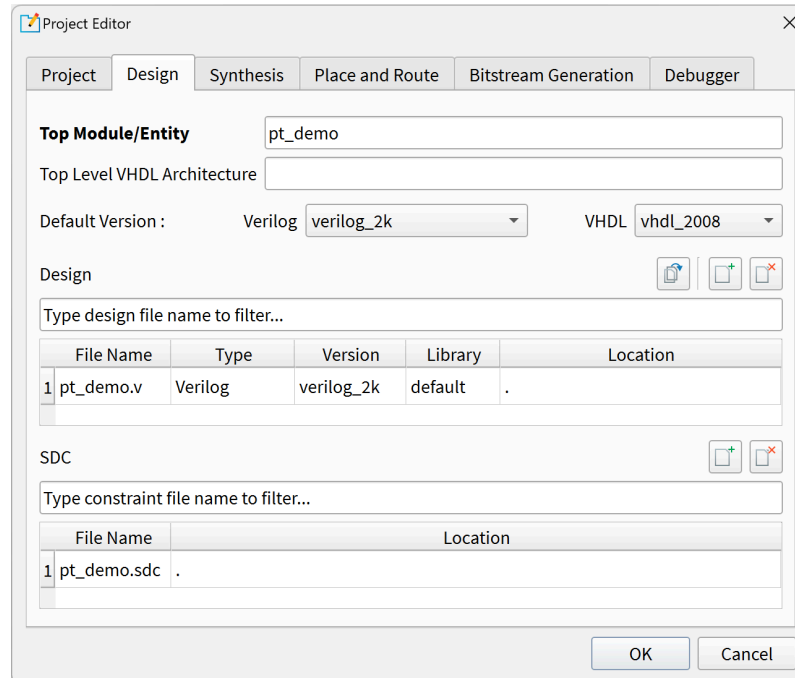 Project Editor
Project Design Synthesis Place and Route Bitstream Generation Debugger
Top Module/Entity pt_demo
Top Level VHDL Architecture
Default Version : Verilog verilog_2k VHDL vhdl_2008
Design
Type design file name to filter...
File Name Type Version Library Location
1 pt_demo.v Verilog verilog_2k default .
SDC
Type constraint file name to filter...
File Name Location
1 pt_demo.sdc .
OK Cancel